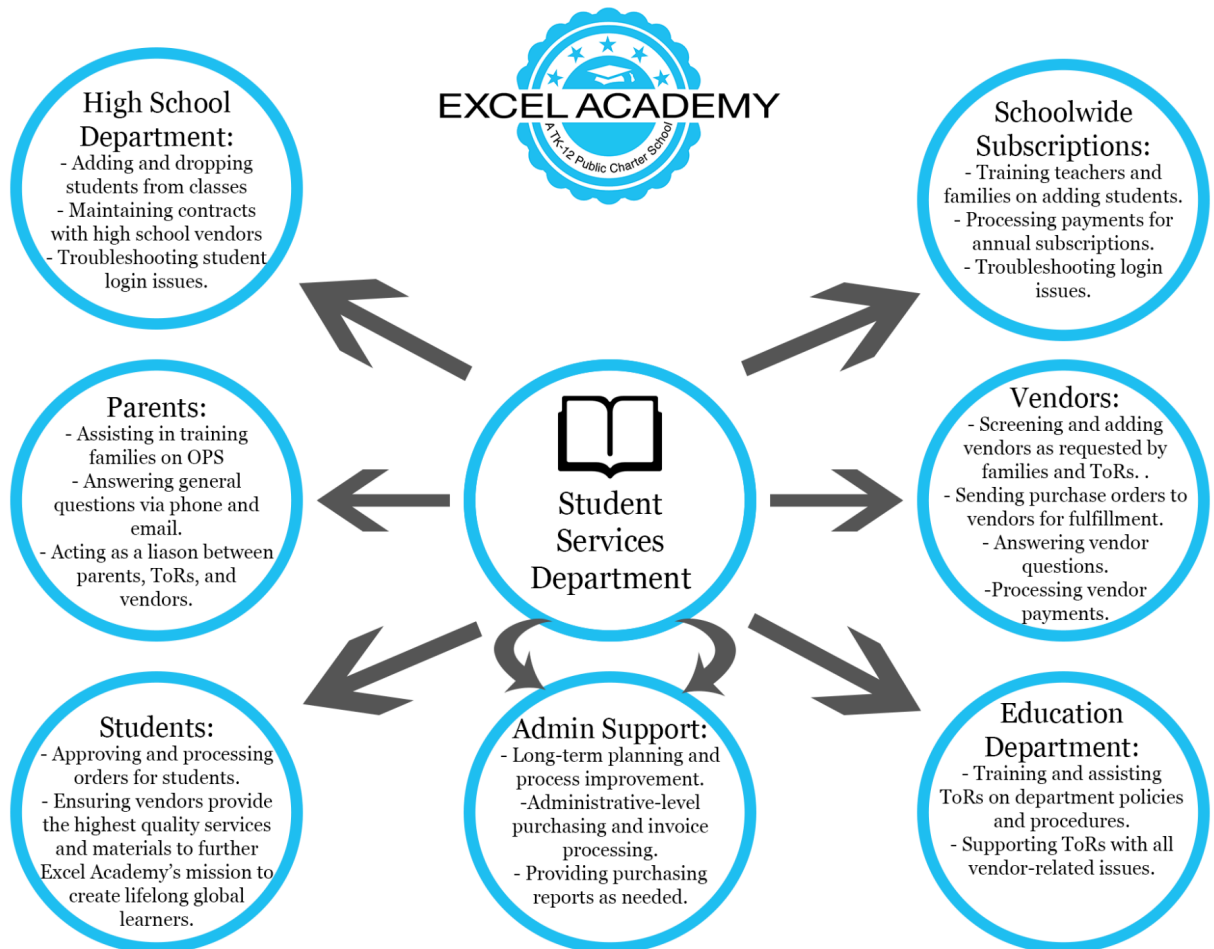 EXCEL ACADEMY
A TK-12 Public Charter School
High School
Department:
- Adding and dropping
students from classes
- Maintaining contracts
with high school vendors
- Troubleshooting student
login issues.
Schoolwide
Subscriptions:
- Training teachers and
families on adding students.
- Processing payments for
annual subscriptions.
- Troubleshooting login
issues.
Parents:
- Assisting in training
families on OPS
- Answering general
questions via phone and
email.
- Acting as a liason between
parents, ToRs, and
vendors.
Student
Services
Department
Vendors:
- Screening and adding
vendors as requested by
families and ToRs. .
- Sending purchase orders to
vendors for fulfillment.
- Answering vendor
questions.
-Processing vendor
payments.
Students:
- Approving and processing
orders for students.
- Ensuring vendors provide
the highest quality services
and materials to further
Excel Academy's mission to
create lifelong global
learners.
Admin Support:
- Long-term planning and
process improvement.
-Administrative-level
purchasing and invoice
processing.
- Providing purchasing
reports as needed.
Education
Department:
- Training and assisting
ToRs on department policies
and procedures.
- Supporting ToRs with all
vendor-related issues.